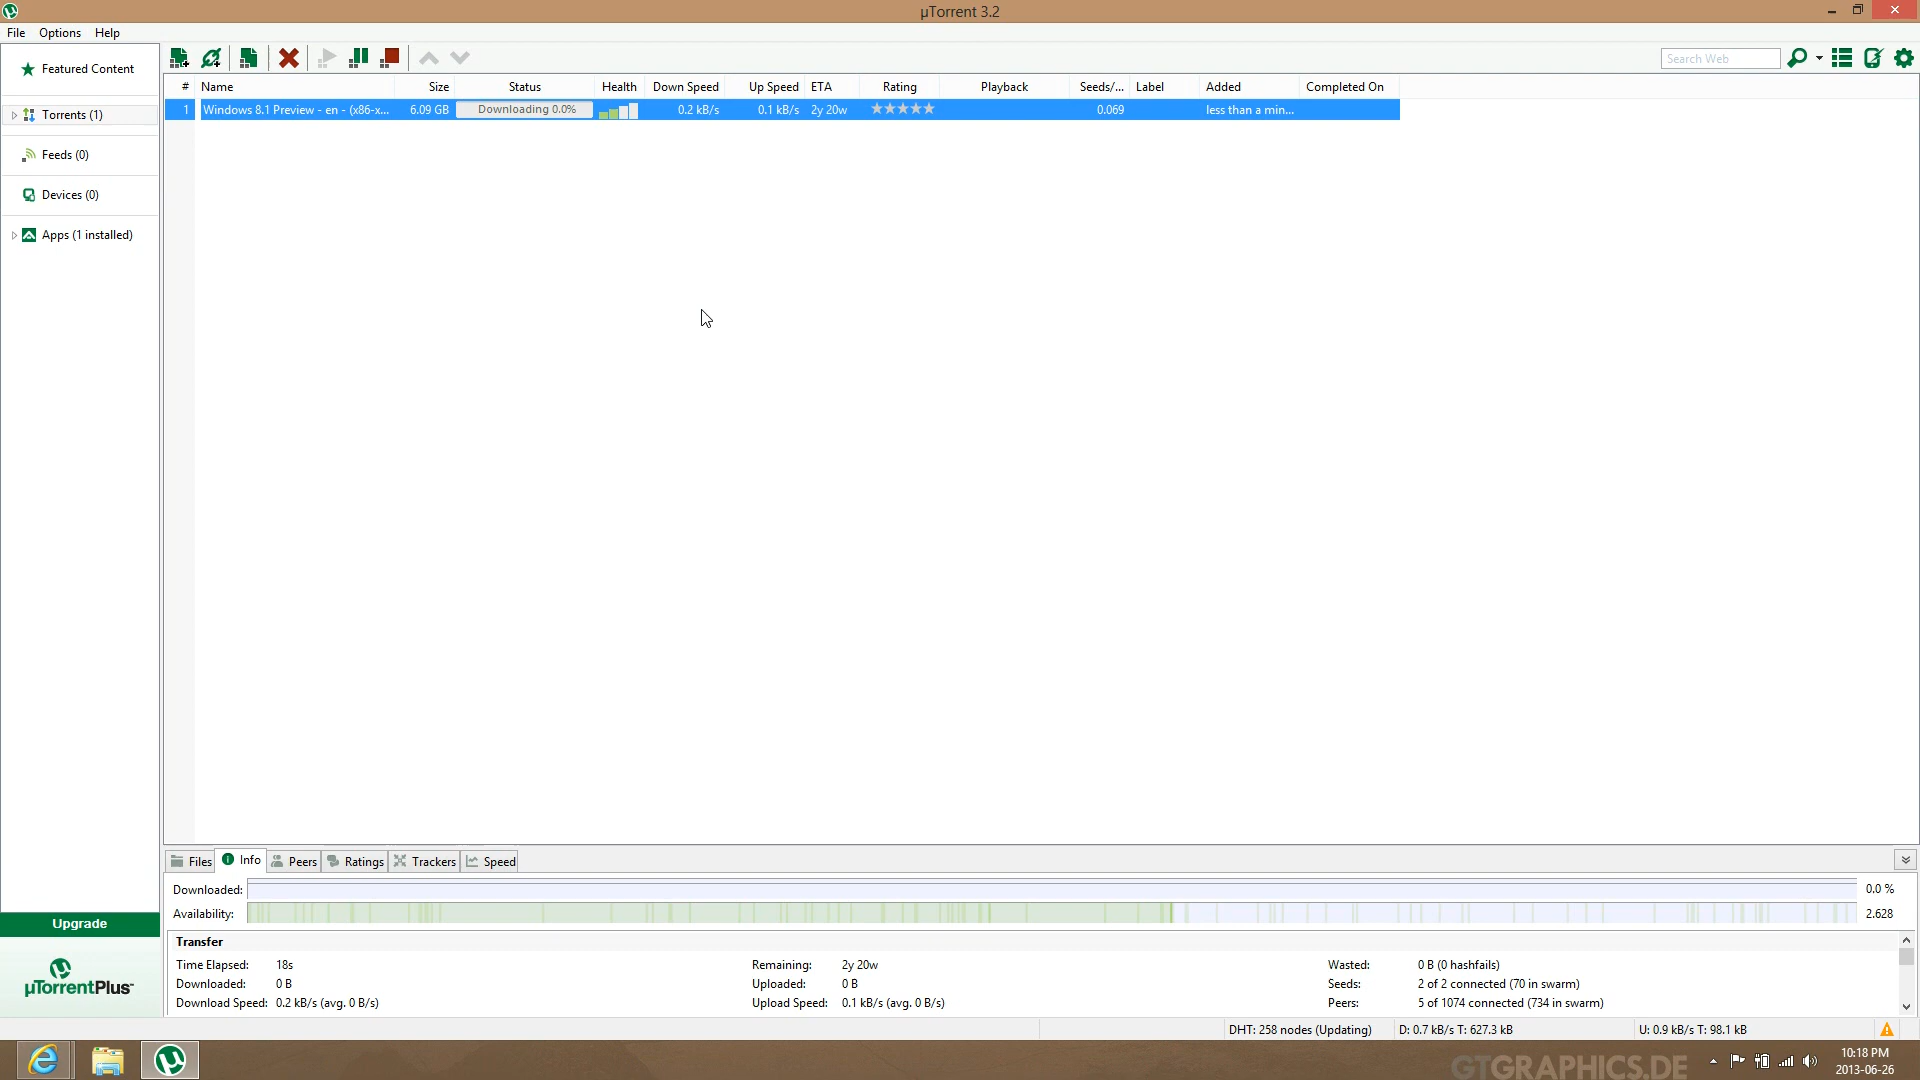 µTorrent 3.2
File Options Help
Featured Content
Torrents (1)
Feeds (0)
Devices (0)
Apps (1 installed)
Search Web
# Name Size Status Health Down Speed Up Speed ETA Rating Playback Seeds/... Label Added Completed On
1 Windows 8.1 Preview - en - (x86-x... 6.09 GB Downloading 0.0% 0.2 kB/s 0.1 kB/s 2y 20w 0.069 less than a min...
Files Info Peers Ratings Trackers Speed
Downloaded: 0.0 %
Availability: 2.628
Upgrade
µTorrentPlus
Transfer
Time Elapsed: 18s Remaining: 2y 20w Wasted: 0 B (0 hashfails)
Downloaded: 0 B Uploaded: 0 B Seeds: 2 of 2 connected (70 in swarm)
Download Speed: 0.2 kB/s (avg. 0 B/s) Upload Speed: 0.1 kB/s (avg. 0 B/s) Peers: 5 of 1074 connected (734 in swarm)
DHT: 258 nodes (Updating) D: 0.7 kB/s T: 627.3 kB U: 0.9 kB/s T: 98.1 kB
GTGRAPHICS.DE
10:18 PM
2013-06-26